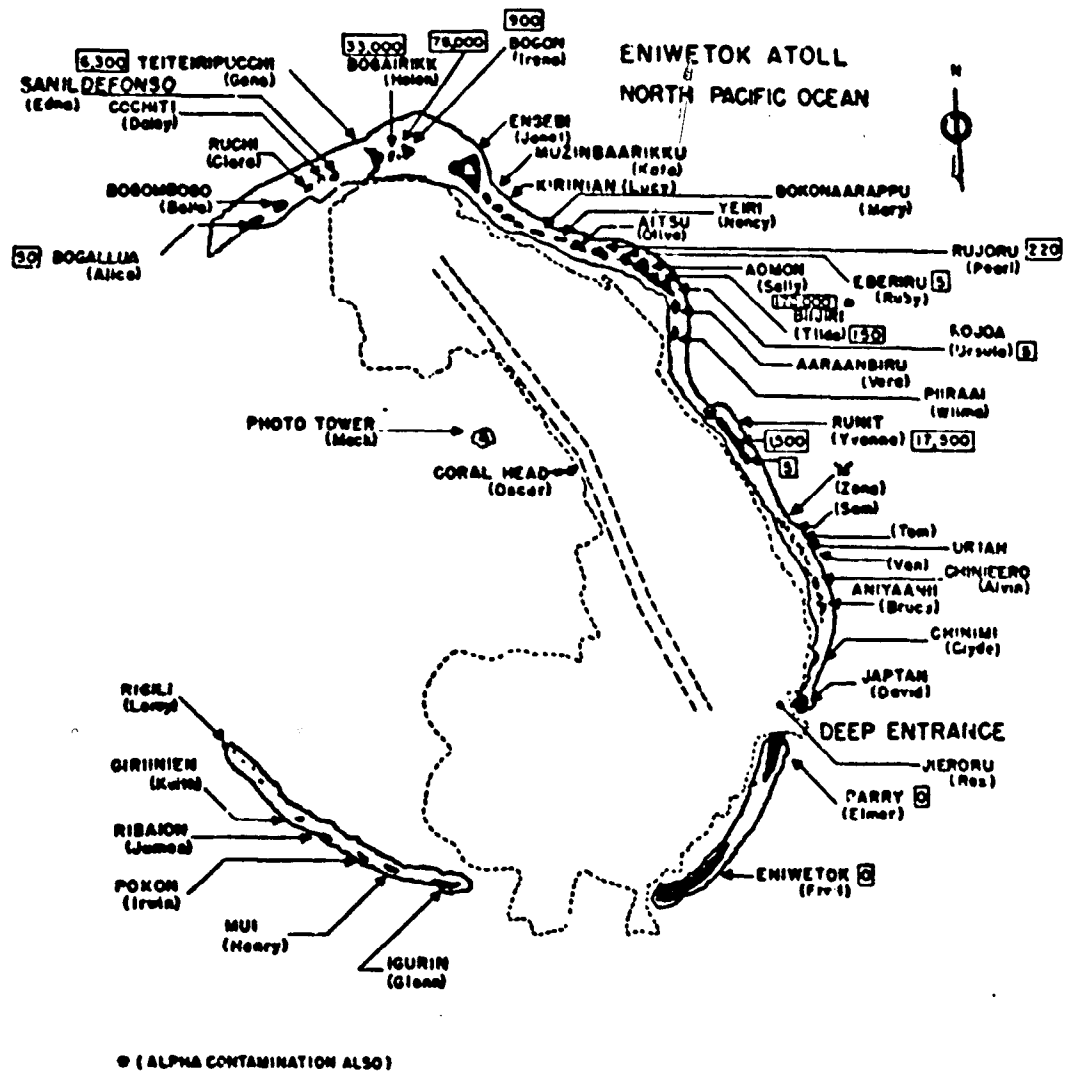 ENIWETOK ATOLL
NORTH PACIFIC OCEAN
N
900
78,000
BOGON
(Irene)
33,000
BOGAIRIKK
(Helen)
6,300 TEITEIRIPUCCHI
(Gene)
SANILDEFONSO
(Edna)
COCHITI
(Daisy)
RUCHI
(Clara)
BOGOMBOGO
(Belle)
50 BOGALLUA
(Alice)
ENGEBI
(Janet)
MUZINBAARIKKU
(Kate)
KIRINIAN (Lucy)
BOKONAARAPPU
(Mary)
YEIRI
(Nancy)
AITSU
(Olive)
RUJORU 220
(Pearl)
EBERIRU 5
(Ruby)
AOMON
(Sally)
BIIJIRI
(Tilda) 150
ROJOA
(Ursula) 5
AARAANBIRU
(Vera)
PIIRAAI
(Wilma)
RUNIT
(Yvonne) 17,500
1,500
5
PHOTO TOWER
(Mack)
CORAL HEAD
(Oscar)
(Zona)
(Sam)
(Tom)
URIAH
(Van)
CHINIEERO
(Alvin)
ANIYAANII
(Bruce)
CHINIMI
(Clyde)
JAPTAN
(David)
DEEP ENTRANCE
JIERORU
(Rex)
PARRY 0
(Elmer)
ENIWETOK 0
(Fred)
RIGILI
(Leroy)
GIRIINIEN
(Keith)
RIBAION
(James)
POKON
(Irwin)
MUI
(Henry)
IGURIN
(Glenn)
(ALPHA CONTAMINATION ALSO)